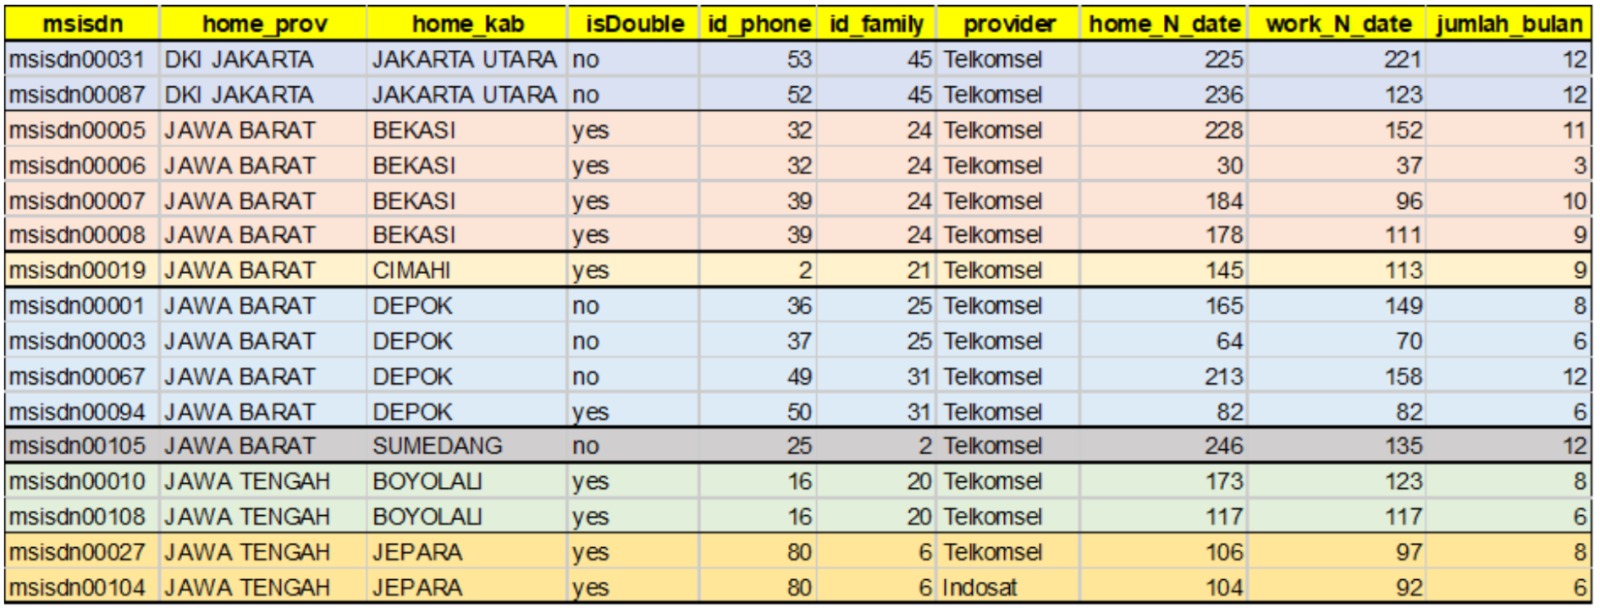 msisdn home_prov home_kab isDouble id_phone id_family provider home_N_date work_N_date jumlah_bulan
msisdn00031 DKI JAKARTA JAKARTA UTARA no 53 45 Telkomsel 225 221 12
msisdn00087 DKI JAKARTA JAKARTA UTARA no 52 45 Telkomsel 236 123 12
msisdn00005 JAWA BARAT BEKASI yes 32 24 Telkomsel 228 152 11
msisdn00006 JAWA BARAT BEKASI yes 32 24 Telkomsel 30 37 3
msisdn00007 JAWA BARAT BEKASI yes 39 24 Telkomsel 184 96 10
msisdn00008 JAWA BARAT BEKASI yes 39 24 Telkomsel 178 111 9
msisdn00019 JAWA BARAT CIMAHI yes 2 21 Telkomsel 145 113 9
msisdn00001 JAWA BARAT DEPOK no 36 25 Telkomsel 165 149 8
msisdn00003 JAWA BARAT DEPOK no 37 25 Telkomsel 64 70 6
msisdn00067 JAWA BARAT DEPOK no 49 31 Telkomsel 213 158 12
msisdn00094 JAWA BARAT DEPOK yes 50 31 Telkomsel 82 82 6
msisdn00105 JAWA BARAT SUMEDANG no 25 2 Telkomsel 246 135 12
msisdn00010 JAWA TENGAH BOYOLALI yes 16 20 Telkomsel 173 123 8
msisdn00108 JAWA TENGAH BOYOLALI yes 16 20 Telkomsel 117 117 6
msisdn00027 JAWA TENGAH JEPARA yes 80 6 Telkomsel 106 97 8
msisdn00104 JAWA TENGAH JEPARA yes 80 6 Indosat 104 92 6